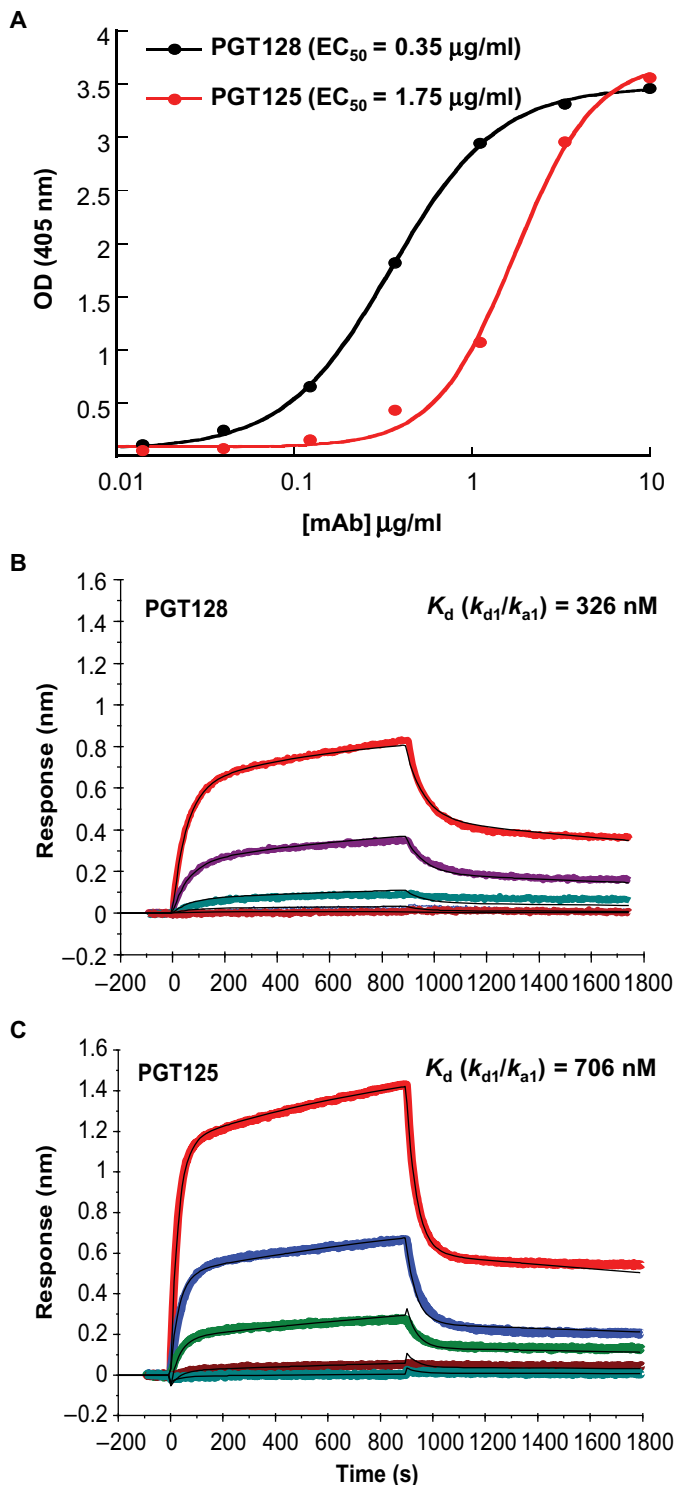 A
4
3.5
3
2.5
2
1.5
1
0.5
OD (405 nm)
PGT128 (EC50 = 0.35 μg/ml)
PGT125 (EC50 = 1.75 μg/ml)
0.01 0.1 1 10
[mAb] μg/ml
B
1.6
1.4
1.2
1
0.8
0.6
0.4
0.2
0
–0.2
Response (nm)
PGT128
Kd (kd1/ka1) = 326 nM
–200 0 200 400 600 800 1000 1200 1400 1600 1800
C
1.6
1.4
1.2
1.0
0.8
0.6
0.4
0.2
0
–0.2
Response (nm)
PGT125
Kd (kd1/ka1) = 706 nM
–200 0 200 400 600 800 1000 1200 1400 1600 1800
Time (s)